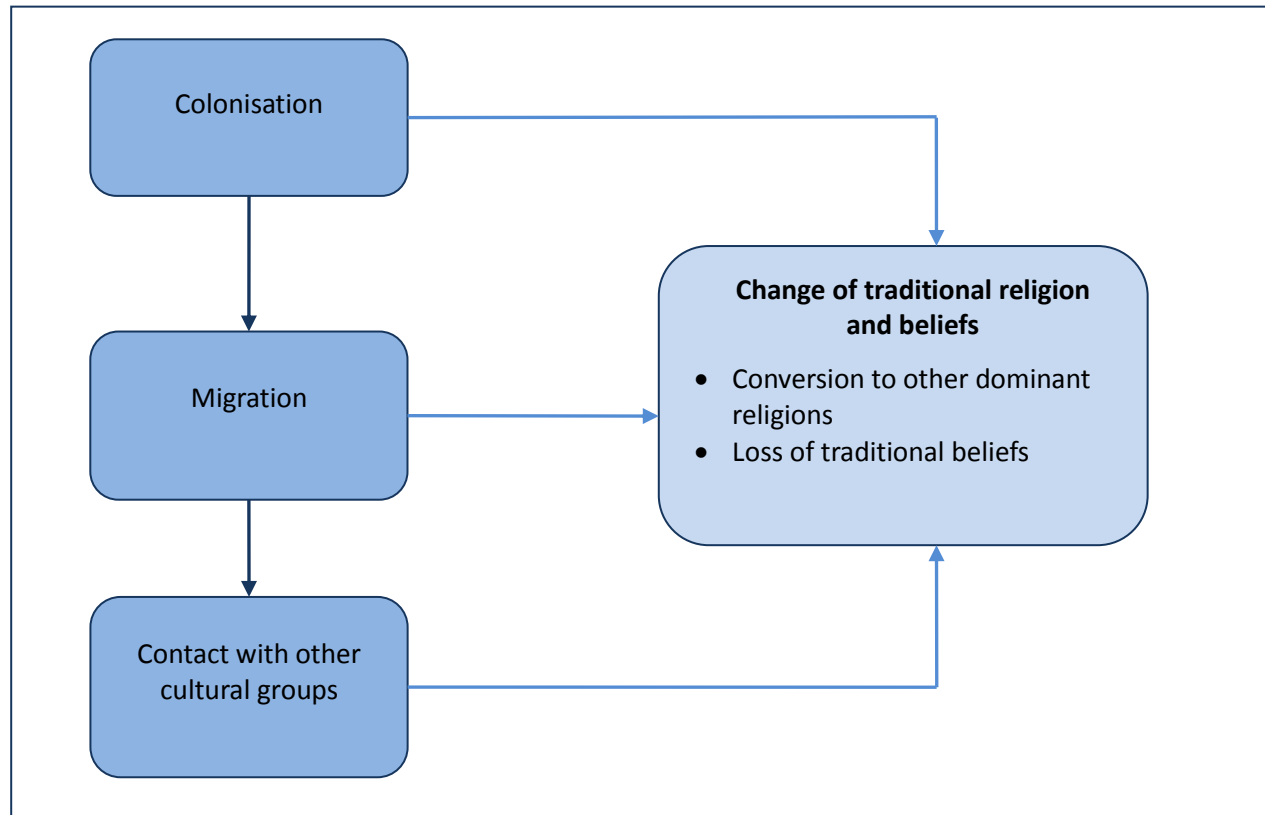 Colonisation
Migration
Contact with other
cultural groups
Change of traditional religion
and beliefs
• Conversion to other dominant
religions
• Loss of traditional beliefs